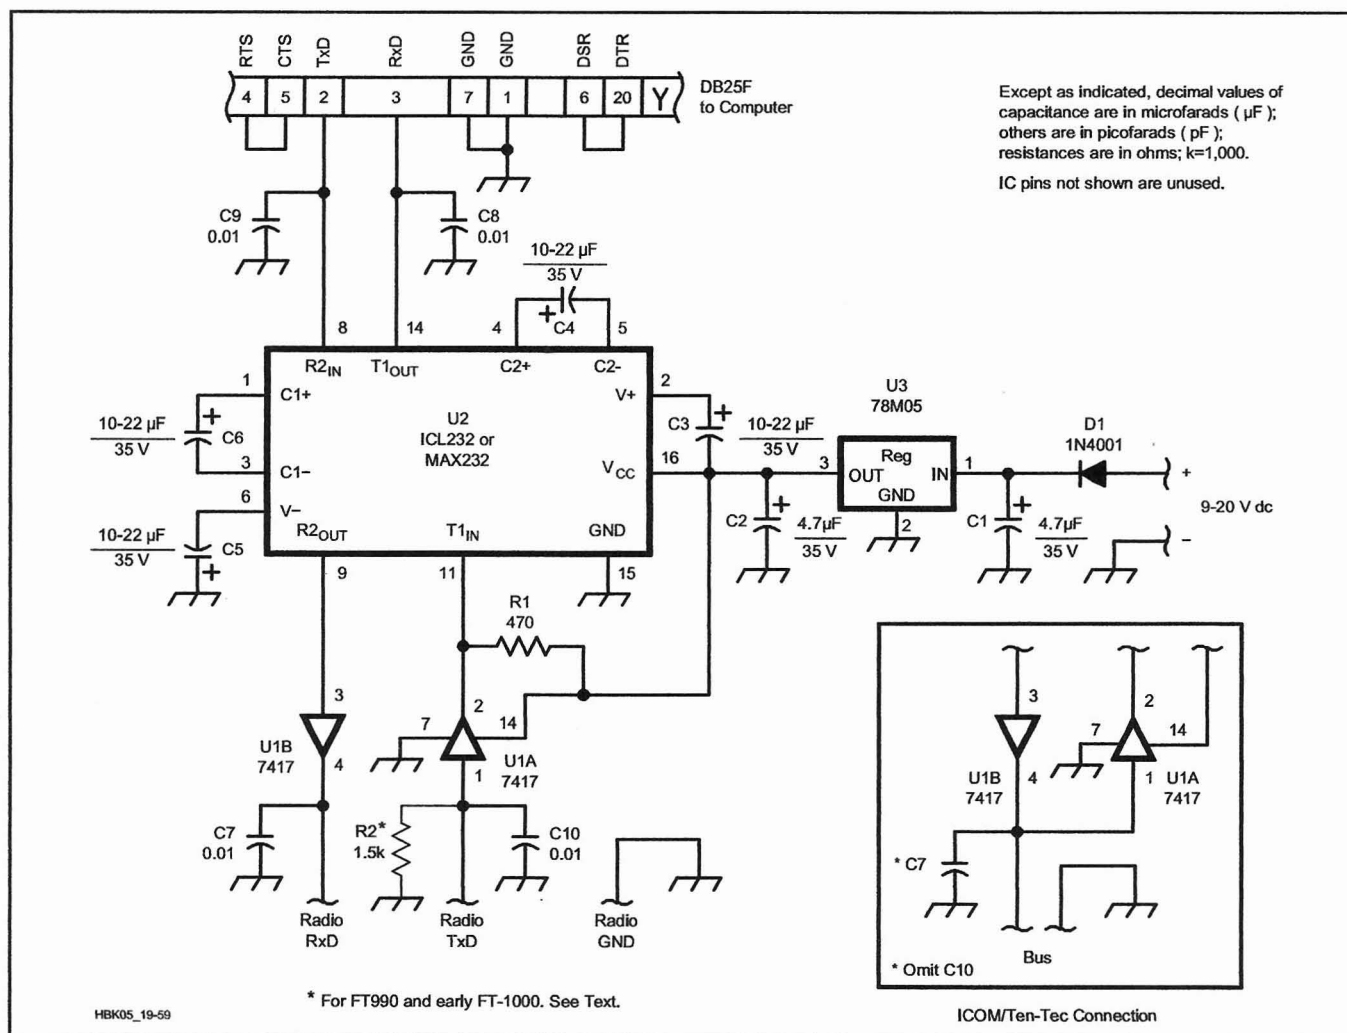 RTS
CTS
TxD
RxD
GND
GND
DSR
DTR
4
5
2
3
7
1
6
20
Y
DB25F
to Computer
Except as indicated, decimal values of
capacitance are in microfarads ( µF );
others are in picofarads ( pF );
resistances are in ohms; k=1,000.
IC pins not shown are unused.
C9
0.01
C8
0.01
10-22 µF
35 V
+
C4
8
14
4
5
R2IN
T1OUT
C2+
C2-
1
C1+
10-22 µF
35 V
+
C6
3
C1−
6
V−
10-22 µF
35 V
C5
+
U2
ICL232 or
MAX232
V+
2
VCC
16
C3
+
10-22 µF
35 V
R2OUT
T1IN
GND
9
11
15
C2
+
4.7µF
35 V
U3
78M05
3
Reg
OUT
IN
GND
1
2
C1
+
4.7µF
35 V
D1
1N4001
+
9-20 V dc
−
R1
470
3
U1B
7417
4
7
2
14
U1A
7417
1
C7
0.01
R2*
1.5k
C10
0.01
Radio
RxD
Radio
TxD
Radio
GND
3
U1B
7417
4
7
2
14
1
U1A
7417
* C7
Bus
* Omit C10
* For FT990 and early FT-1000. See Text.
HBK05_19-59
ICOM/Ten-Tec Connection